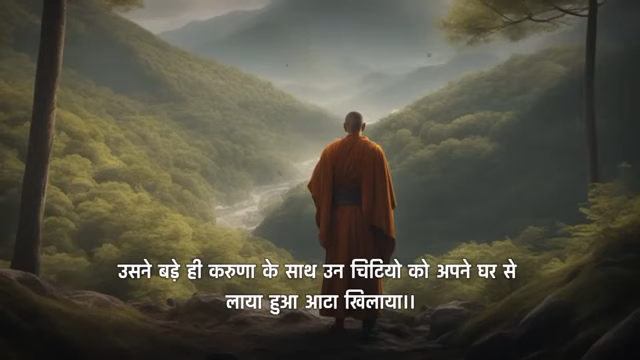 उसने बड़े ही करुणा के साथ उन चिटियो को अपने घर से
लाया हुआ आटा खिलाया।।